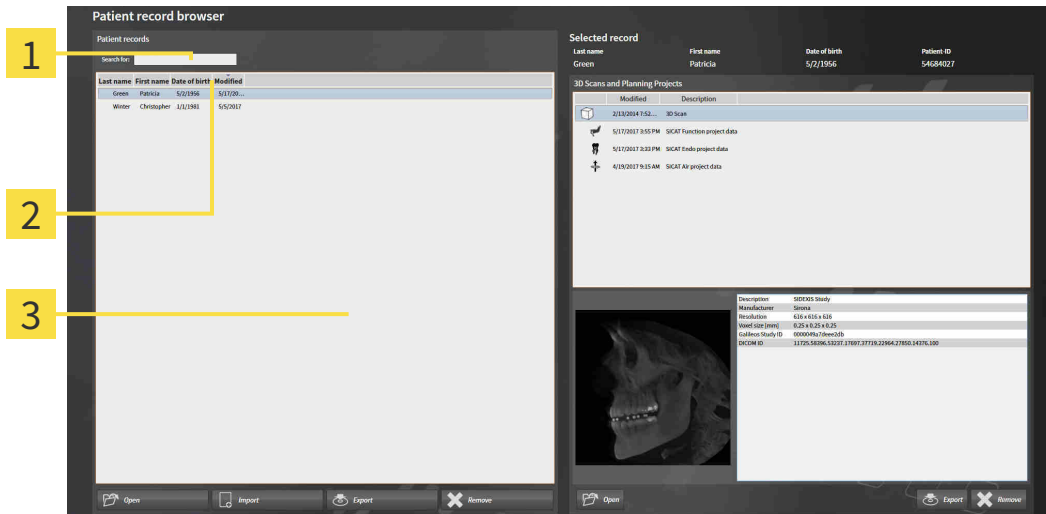 Patient record browser
1
Patient records
Search for:
Last name First name Date of birth Modified
Green Patricia 5/2/1956 5/17/20...
Winter Christopher 1/1/1981 5/5/2017
2
3
Open Import Export Remove
Selected record
Last name First name Date of birth Patient-ID
Green Patricia 5/2/1956 54684027
3D Scans and Planning Projects
Modified Description
2/13/2014 7:52... 3D Scan
5/17/2017 3:55 PM SICAT Function project data
5/17/2017 3:33 PM SICAT Endo project data
4/19/2017 9:15 AM SICAT Air project data
Description SIDEXIS Study
Manufacturer Sirona
Resolution 616 x 616 x 616
Voxel size [mm] 0.25 x 0.25 x 0.25
Galileos Study ID 0000049a7deee2db
DICOM ID 11725.58396.53237.17697.37719.22964.27850.14376.100
Open Export Remove